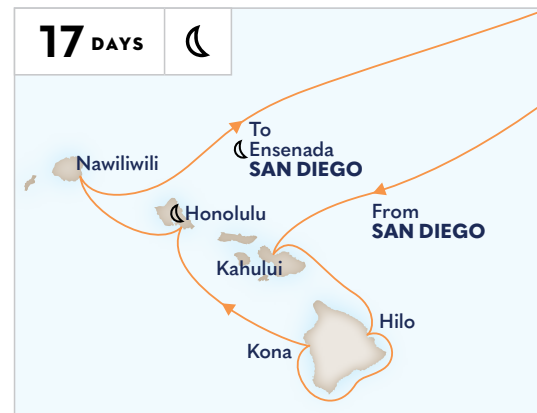 17 DAYS
To
Ensenada
SAN DIEGO
Nawiliwili
Honolulu
From
SAN DIEGO
Kahului
Hilo
Kona